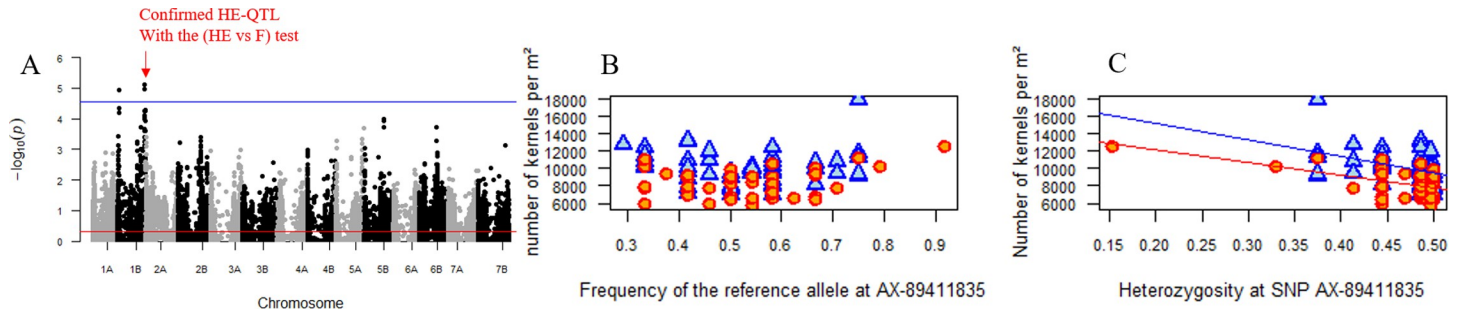 Confirmed HE-QTL
With the (HE vs F) test
A
6
5
4
3
2
1
0
−log₁₀(p)
1A 1B 2A 2B 3A 3B 4A 4B 5A 5B 6A 6B 7A 7B
Chromosome
B
number of kernels per m²
18000
14000
12000
10000
8000
6000
0.3 0.4 0.5 0.6 0.7 0.8 0.9
Frequency of the reference allele at AX-89411835
C
Number of kernels per m²
18000
14000
12000
10000
8000
6000
0.15 0.20 0.25 0.30 0.35 0.40 0.45 0.50
Heterozygosity at SNP AX-89411835